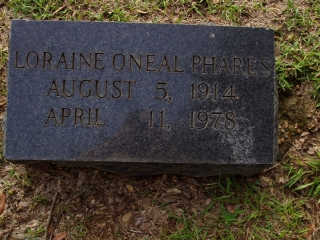 LORAINE ONEAL PHARES
AUGUST 5, 1914
APRIL 11, 1978